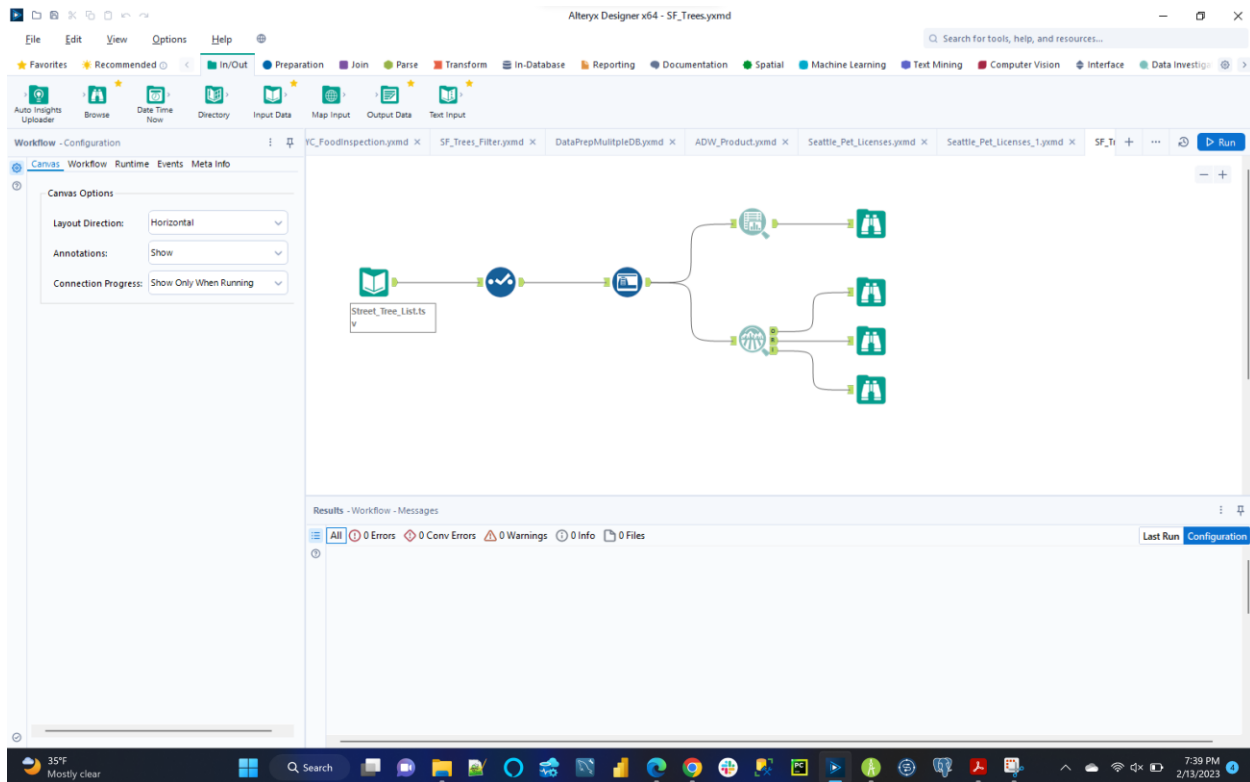 Alteryx Designer x64 - SF_Trees.yxmd
File Edit View Options Help
Search for tools, help, and resources...
Favorites Recommended In/Out Preparation Join Parse Transform In-Database Reporting Documentation Spatial Machine Learning Text Mining Computer Vision Interface Data Investiga
Auto Insights
Uploader
Browse
Date Time
Now
Directory
Input Data
Map Input
Output Data
Text Input
Workflow - Configuration
YC_FoodInspection.yxmd SF_Trees_Filter.yxmd DataPrepMulitpleDB.yxmd ADW_Product.yxmd Seattle_Pet_Licenses.yxmd Seattle_Pet_Licenses_1.yxmd SF_Tr
Run
Canvas Workflow Runtime Events Meta Info
Canvas Options
Layout Direction: Horizontal
Annotations: Show
Connection Progress: Show Only When Running
Street_Tree_List.ts
v
Results - Workflow - Messages
All 0 Errors 0 Conv Errors 0 Warnings 0 Info 0 Files
Last Run Configuration
35°F
Mostly clear
Search
7:39 PM
2/13/2023
4